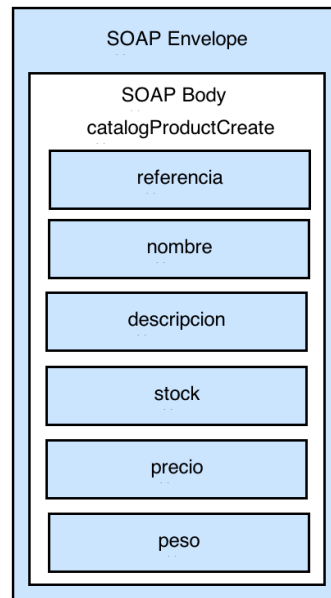 SOAP Envelope
SOAP Body
catalogProductCreate
referencia
nombre
descripcion
stock
precio
peso